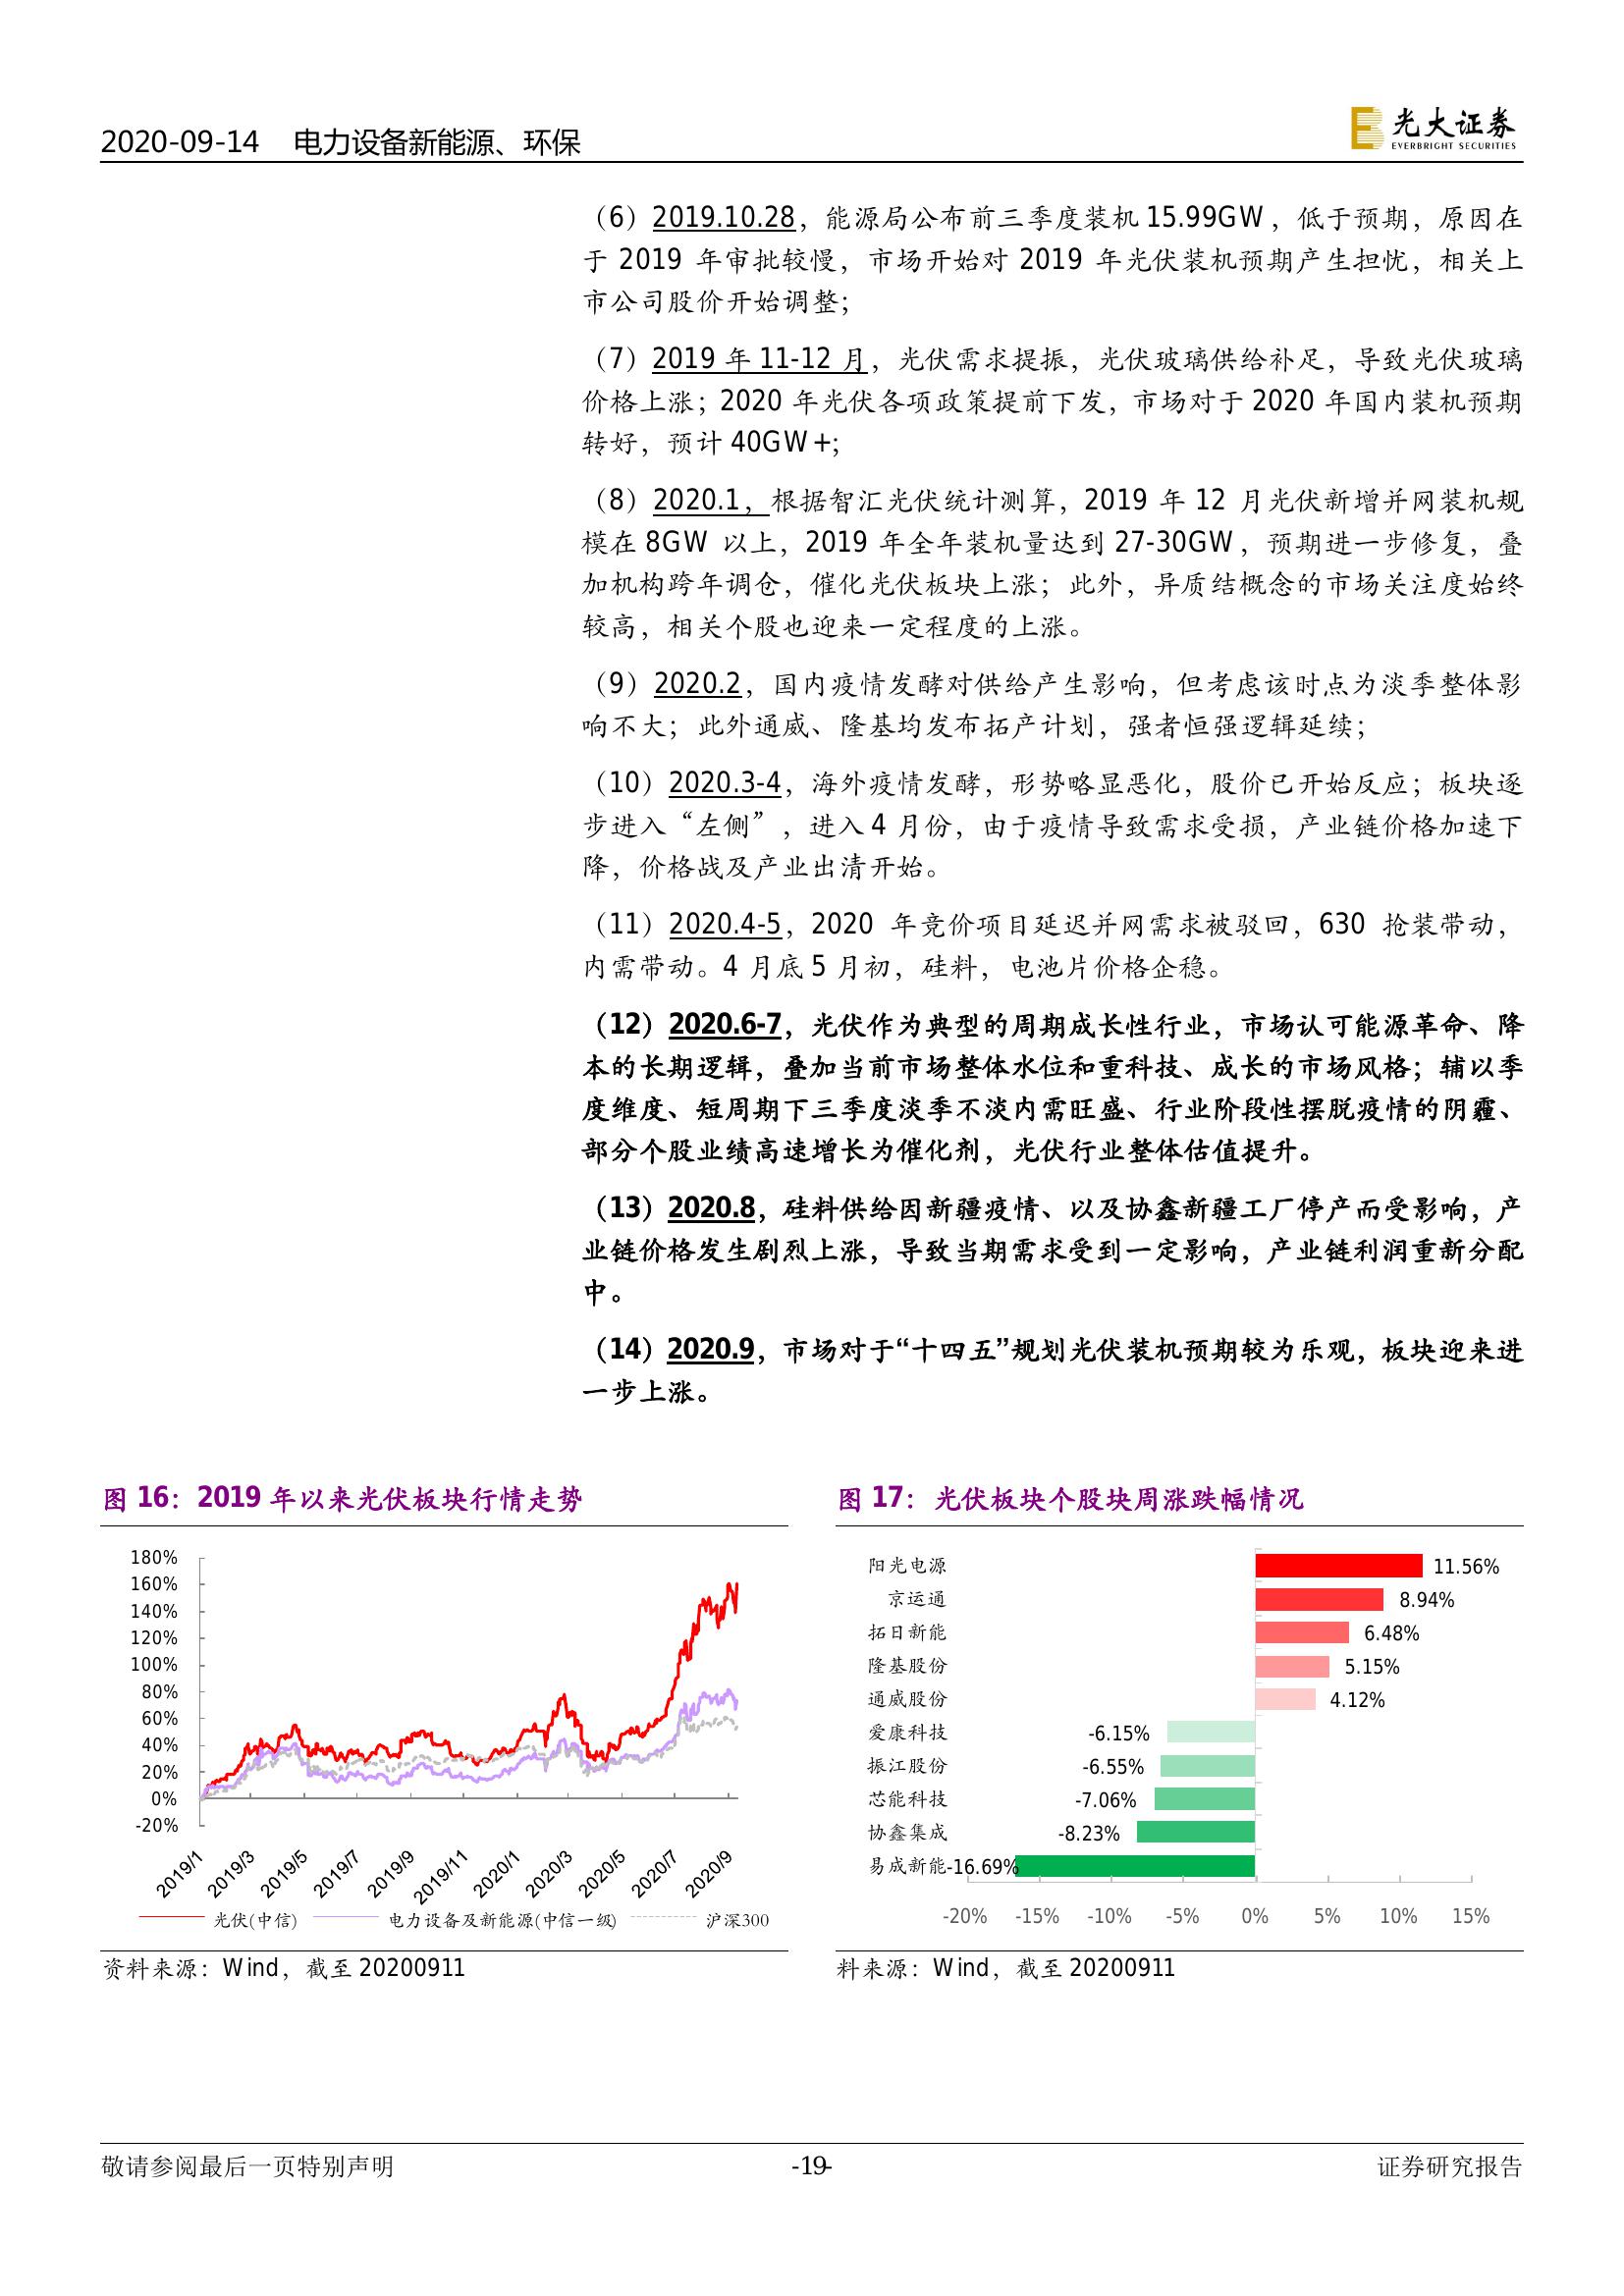 2020-09-14 电力设备新能源、环保
光大证券
EVERBRIGHT SECURITIES
（6）2019.10.28，能源局公布前三季度装机 15.99GW，低于预期，原因在
于 2019 年审批较慢，市场开始对 2019 年光伏装机预期产生担忧，相关上
市公司股价开始调整；
（7）2019 年 11-12 月，光伏需求提振，光伏玻璃供给补足，导致光伏玻璃
价格上涨；2020 年光伏各项政策提前下发，市场对于 2020 年国内装机预期
转好，预计 40GW+;
（8）2020.1，根据智汇光伏统计测算，2019 年 12 月光伏新增并网装机规
模在 8GW 以上，2019 年全年装机量达到 27-30GW，预期进一步修复，叠
加机构跨年调仓，催化光伏板块上涨；此外，异质结概念的市场关注度始终
较高，相关个股也迎来一定程度的上涨。
（9）2020.2，国内疫情发酵对供给产生影响，但考虑该时点为淡季整体影
响不大；此外通威、隆基均发布拓产计划，强者恒强逻辑延续；
（10）2020.3-4，海外疫情发酵，形势略显恶化，股价已开始反应；板块逐
步进入“左侧”，进入 4 月份，由于疫情导致需求受损，产业链价格加速下
降，价格战及产业出清开始。
（11）2020.4-5，2020 年竞价项目延迟并网需求被驳回，630 抢装带动，
内需带动。4 月底 5 月初，硅料，电池片价格企稳。
（12）2020.6-7，光伏作为典型的周期成长性行业，市场认可能源革命、降
本的长期逻辑，叠加当前市场整体水位和重科技、成长的市场风格；辅以季
度维度、短周期下三季度淡季不淡内需旺盛、行业阶段性摆脱疫情的阴霾、
部分个股业绩高速增长为催化剂，光伏行业整体估值提升。
（13）2020.8，硅料供给因新疆疫情、以及协鑫新疆工厂停产而受影响，产
业链价格发生剧烈上涨，导致当期需求受到一定影响，产业链利润重新分配
中。
（14）2020.9，市场对于“十四五”规划光伏装机预期较为乐观，板块迎来进
一步上涨。
图 16：2019 年以来光伏板块行情走势
180%
160%
140%
120%
100%
80%
60%
40%
20%
0%
-20%
2019/1 2019/3 2019/5 2019/7 2019/9 2019/11 2020/1 2020/3 2020/5 2020/7 2020/9
光伏(中信) 电力设备及新能源(中信一级) 沪深300
资料来源：Wind，截至 20200911
图 17：光伏板块个股块周涨跌幅情况
阳光电源 11.56%
京运通 8.94%
拓日新能 6.48%
隆基股份 5.15%
通威股份 4.12%
爱康科技 -6.15%
振江股份 -6.55%
芯能科技 -7.06%
协鑫集成 -8.23%
易成新能 -16.69%
-20% -15% -10% -5% 0% 5% 10% 15%
料来源：Wind，截至 20200911
敬请参阅最后一页特别声明 -19- 证券研究报告